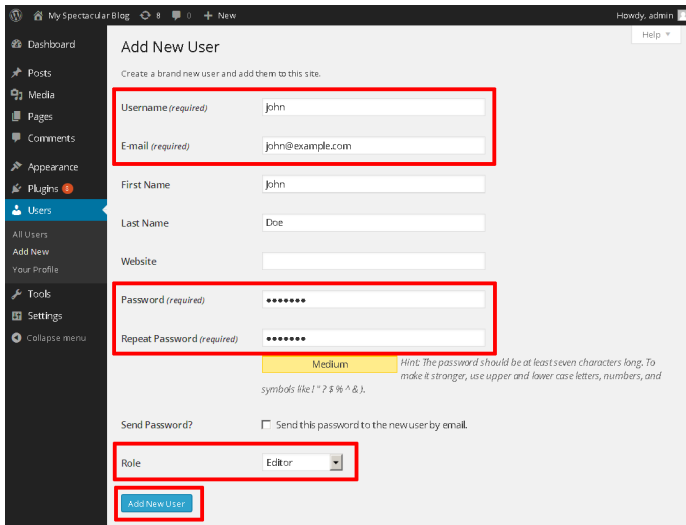 My Spectacular Blog 8 0 + New Howdy, admin
Help
Dashboard
Posts
Media
Pages
Comments
Appearance
Plugins 8
Users
All Users
Add New
Your Profile
Tools
Settings
Collapse menu
Add New User
Create a brand new user and add them to this site.
Username (required) john
E-mail (required) john@example.com
First Name John
Last Name Doe
Website
Password (required) •••••••
Repeat Password (required) •••••••
Medium
Hint: The password should be at least seven characters long. To
make it stronger, use upper and lower case letters, numbers, and
symbols like ! " ? $ % ^ & ).
Send Password? Send this password to the new user by email.
Role Editor
Add New User